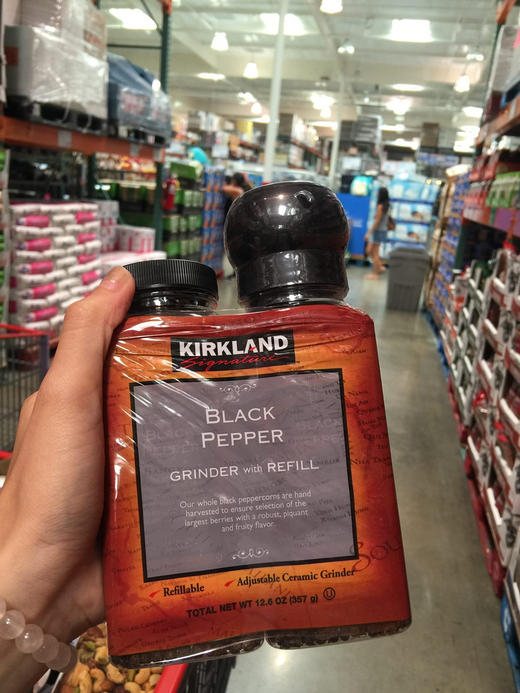 KIRKLAND
Signature
BLACK
PEPPER
GRINDER with REFILL
Our whole black peppercorns are hand
harvested to ensure selection of the
largest berries with a robust, piquant
and fruity flavor.
Refillable
Adjustable Ceramic Grinder
TOTAL NET WT 12.6 OZ (357 g) U